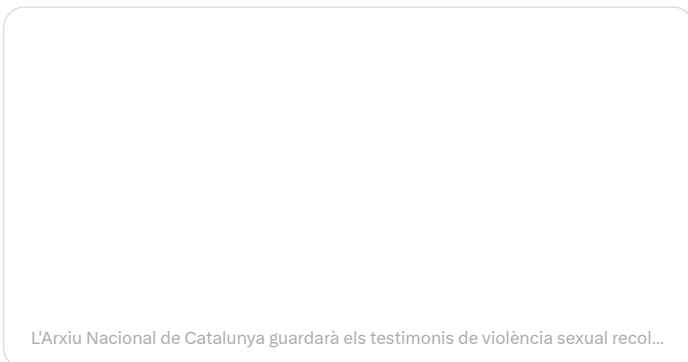 L'Arxiu Nacional de Catalunya guardarà els testimonis de violència sexual recol...